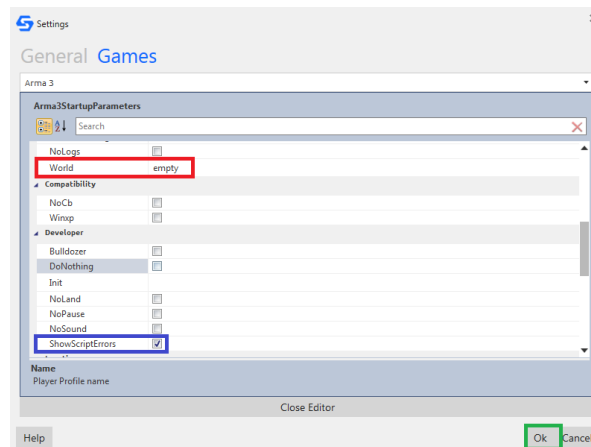 Settings
General Games
Arma 3
Arma3StartupParameters
Search
NoLogs
World empty
Compatibility
NoCb
Winxp
Developer
Bulldozer
DoNothing
Init
NoLand
NoPause
NoSound
ShowScriptErrors
Name
Player Profile name
Close Editor
Help Ok Cancel